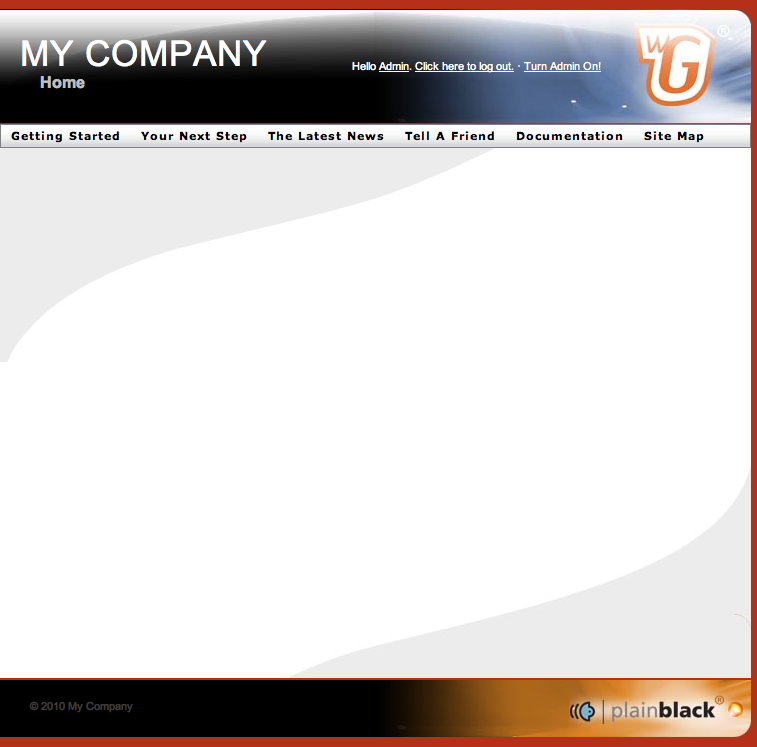 MY COMPANY
Home
Hello Admin. Click here to log out. · Turn Admin On!
WG®
Getting Started Your Next Step The Latest News Tell A Friend Documentation Site Map
© 2010 My Company
plainblack®